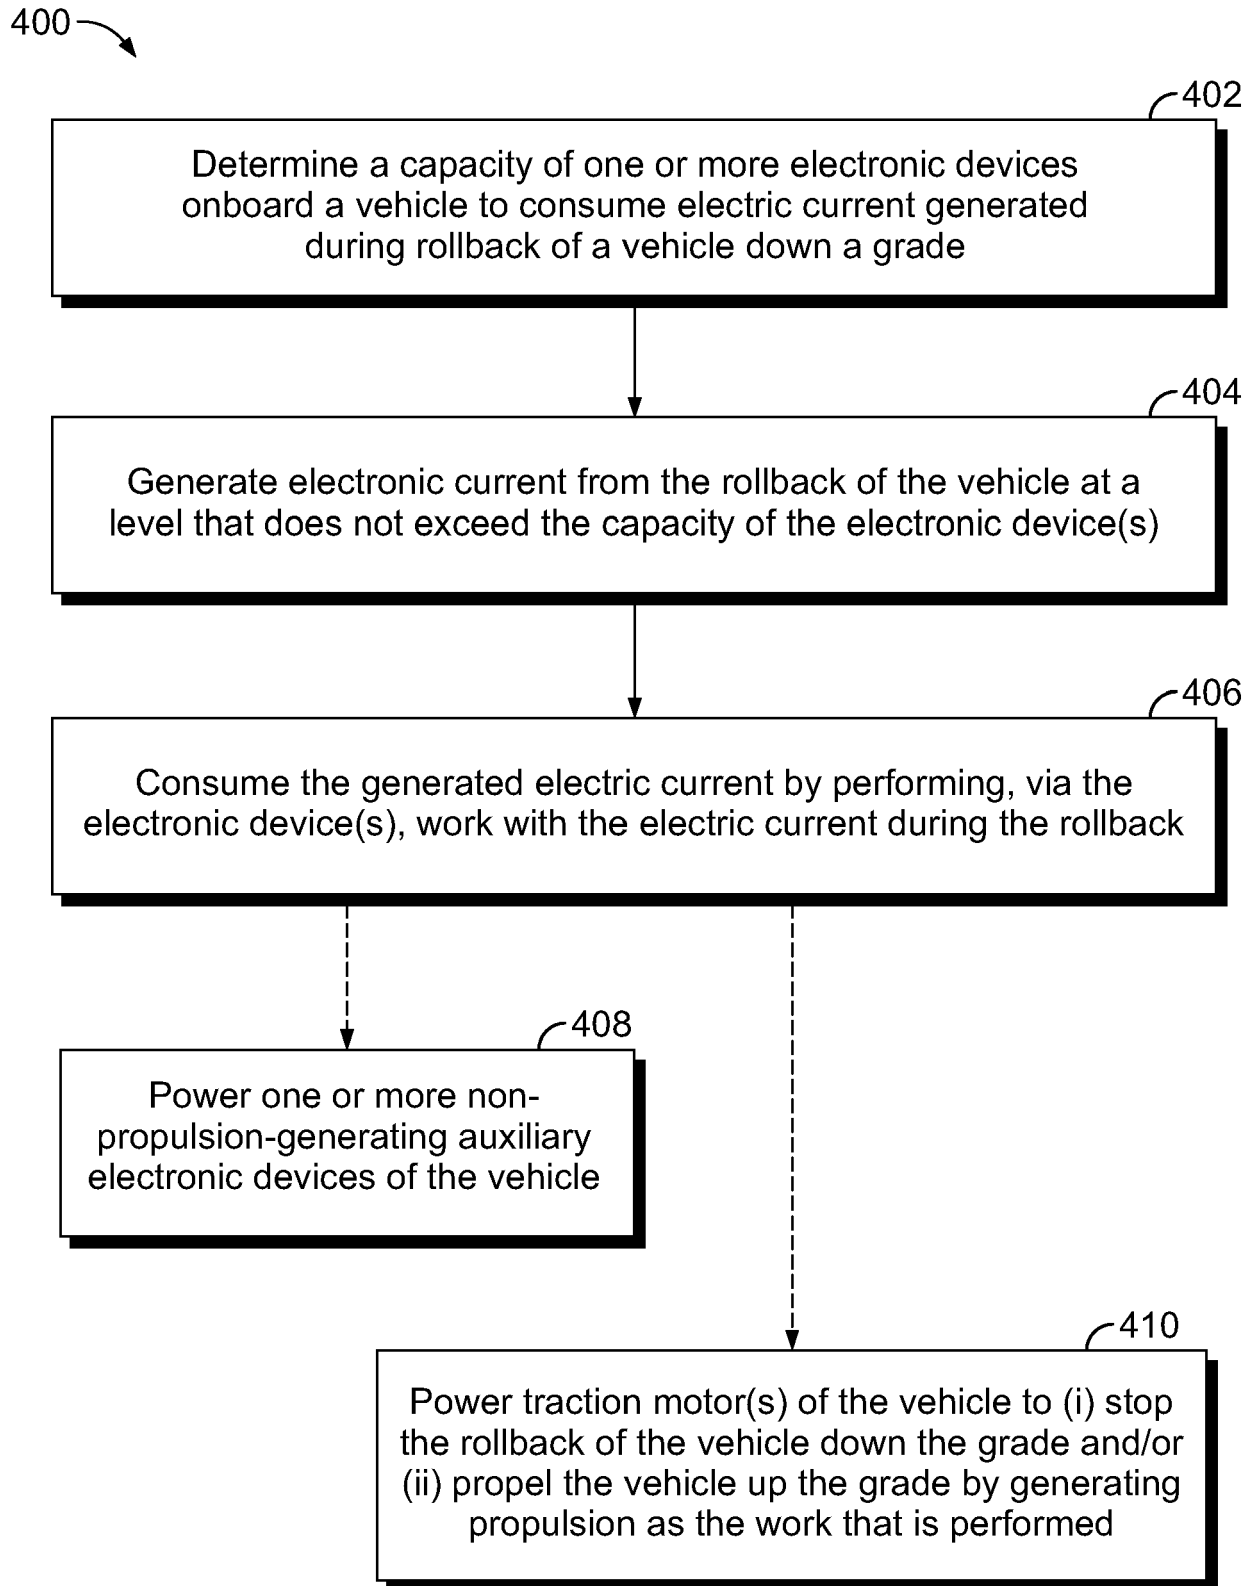 400
402
Determine a capacity of one or more electronic devices
onboard a vehicle to consume electric current generated
during rollback of a vehicle down a grade
404
Generate electronic current from the rollback of the vehicle at a
level that does not exceed the capacity of the electronic device(s)
406
Consume the generated electric current by performing, via the
electronic device(s), work with the electric current during the rollback
408
Power one or more non-
propulsion-generating auxiliary
electronic devices of the vehicle
410
Power traction motor(s) of the vehicle to (i) stop
the rollback of the vehicle down the grade and/or
(ii) propel the vehicle up the grade by generating
propulsion as the work that is performed